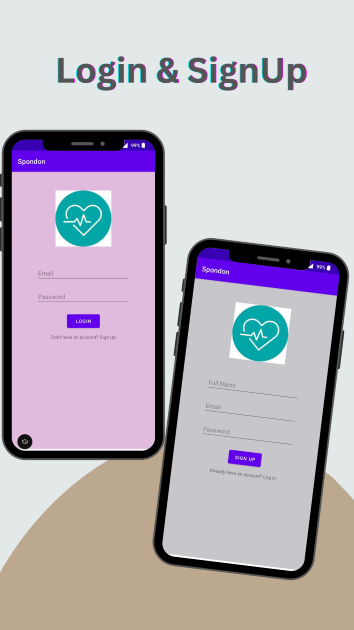 Login & SignUp
99%
Spondon
Email
Password
LOGIN
Don't have an account? Sign Up
99%
Spondon
Full Name
Email
Password
SIGN UP
Already have an account? Log In